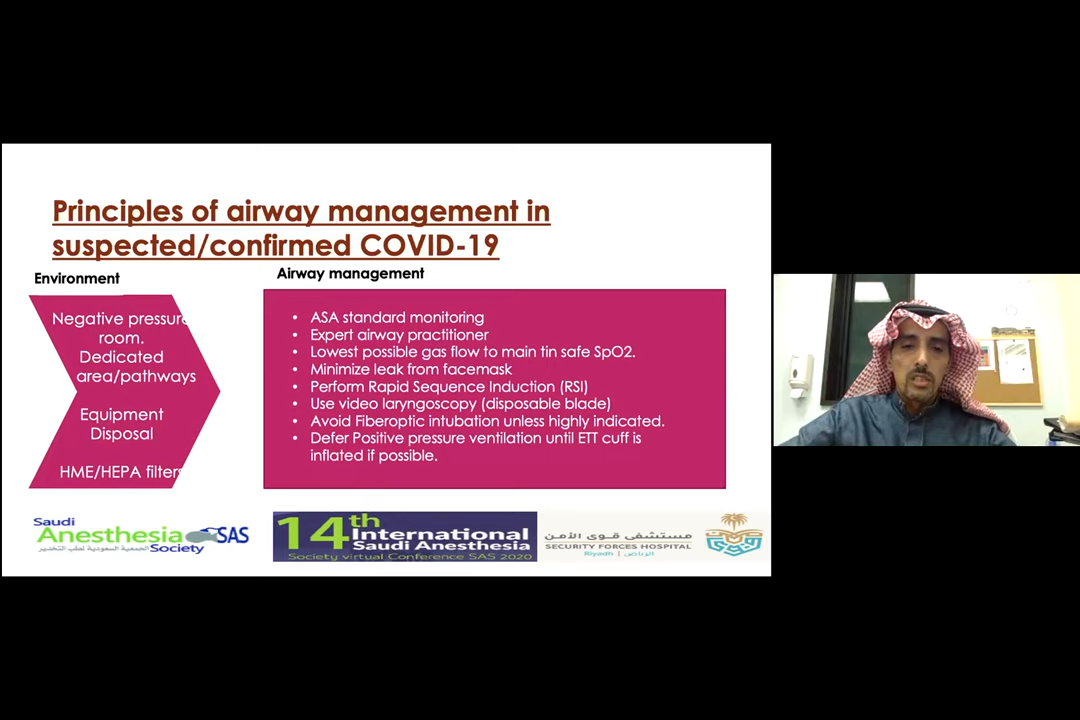 Principles of airway management in
suspected/confirmed COVID-19
Environment
Negative pressure
room.
Dedicated
area/pathways
Equipment
Disposal
HME/HEPA filters
Airway management
• ASA standard monitoring
• Expert airway practitioner
• Lowest possible gas flow to main tin safe SpO2.
• Minimize leak from facemask
• Perform Rapid Sequence Induction (RSI)
• Use video laryngoscopy (disposable blade)
• Avoid Fiberoptic intubation unless highly indicated.
• Defer Positive pressure ventilation until ETT cuff is
inflated if possible.
Saudi
Anesthesia SAS
الجمعية السعودية لطب التخدير Society
14th International
Saudi Anesthesia
Society virtual Conference SAS 2020
مستشفى قوى الأمن
SECURITY FORCES HOSPITAL
Riyadh | الرياض